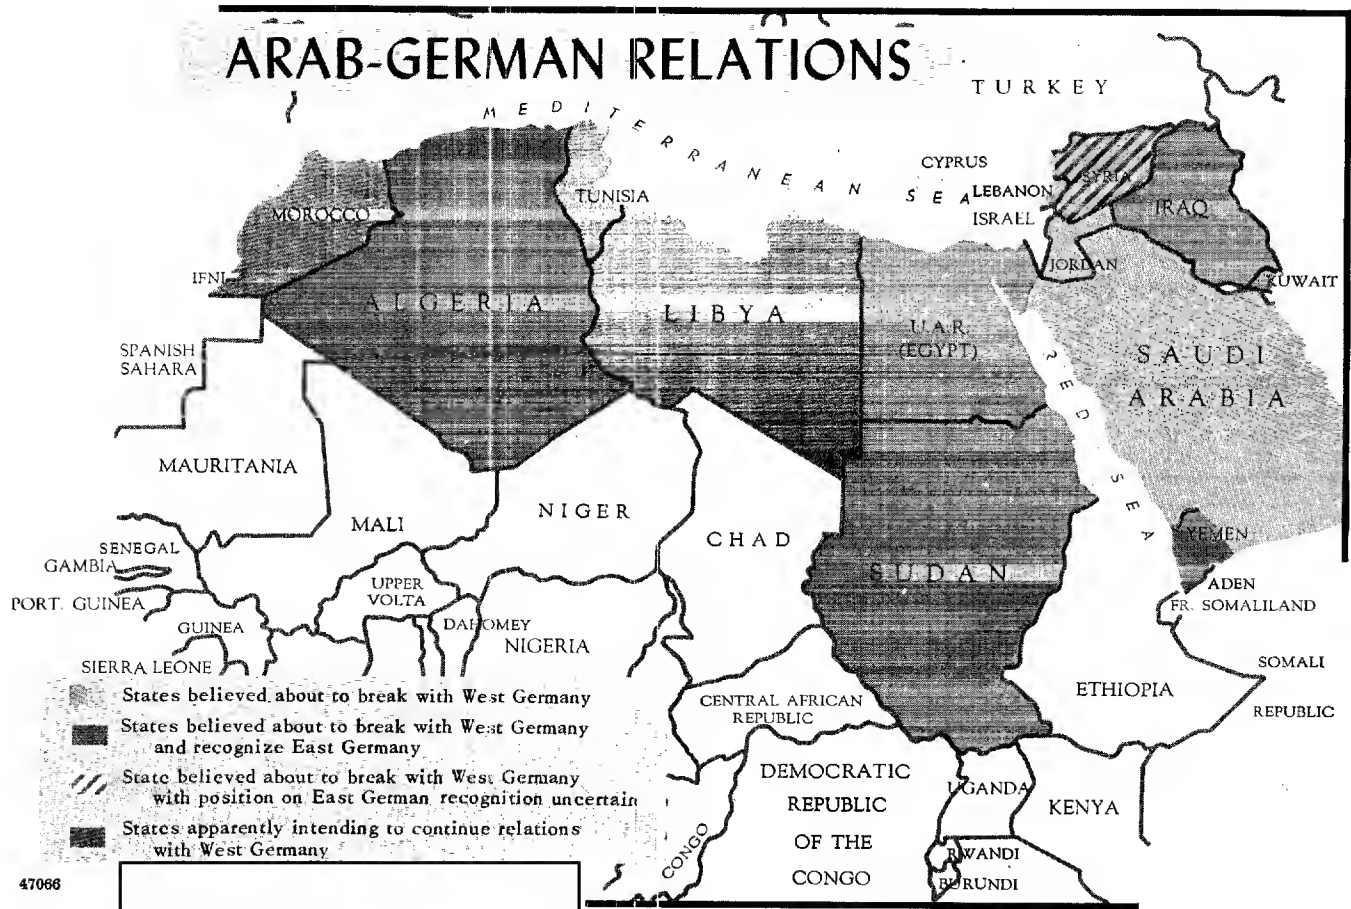 ARAB-GERMAN RELATIONS
TURKEY
MEDITERRANEAN SEA
CYPRUS
LEBANON
SYRIA
ISRAEL
IRAQ
JORDAN
KUWAIT
TUNISIA
MOROCCO
IFNI
ALGERIA
LIBYA
U.A.R.
(EGYPT)
SAUDI
ARABIA
RED SEA
SPANISH
SAHARA
MAURITANIA
MALI
NIGER
CHAD
SUDAN
YEMEN
ADEN
FR. SOMALILAND
SENEGAL
GAMBIA
PORT. GUINEA
GUINEA
SIERRA LEONE
UPPER
VOLTA
DAHOMEY
NIGERIA
CENTRAL AFRICAN
REPUBLIC
ETHIOPIA
SOMALI
REPUBLIC
DEMOCRATIC
REPUBLIC
OF THE
CONGO
CONGO
UGANDA
KENYA
RWANDI
BURUNDI
States believed about to break with West Germany
States believed about to break with West Germany
and recognize East Germany
State believed about to break with West Germany
with position on East German recognition uncertain
States apparently intending to continue relations
with West Germany
47066